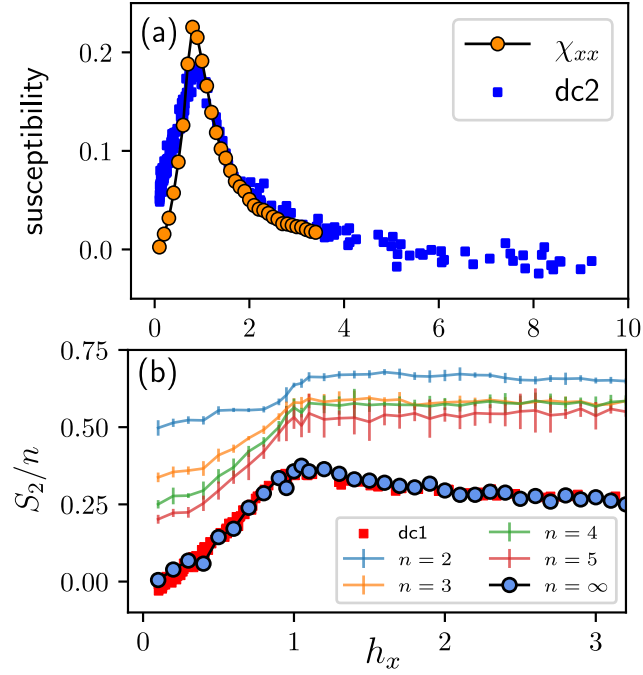 (a)
χxx
dc2
susceptibility
0.2
0.1
0.0
0 2 4 6 8 10
(b)
S2/n
0.75
0.50
0.25
0.00
dc1
n = 2
n = 3
n = 4
n = 5
n = ∞
0 1 2 3
hx